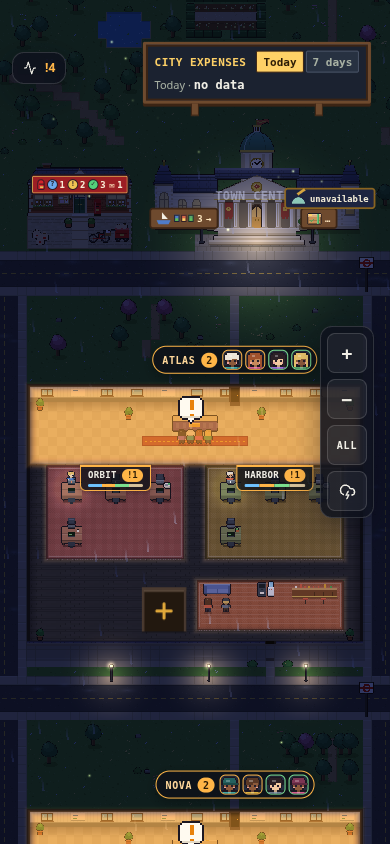 !4
CITY EXPENSES Today 7 days
Today · no data
1 2 3 1
TOWN CENT
unavailable
3 → …
ATLAS 2
+
−
ALL
!
ORBIT !1 HARBOR !1
+
NOVA 2
!